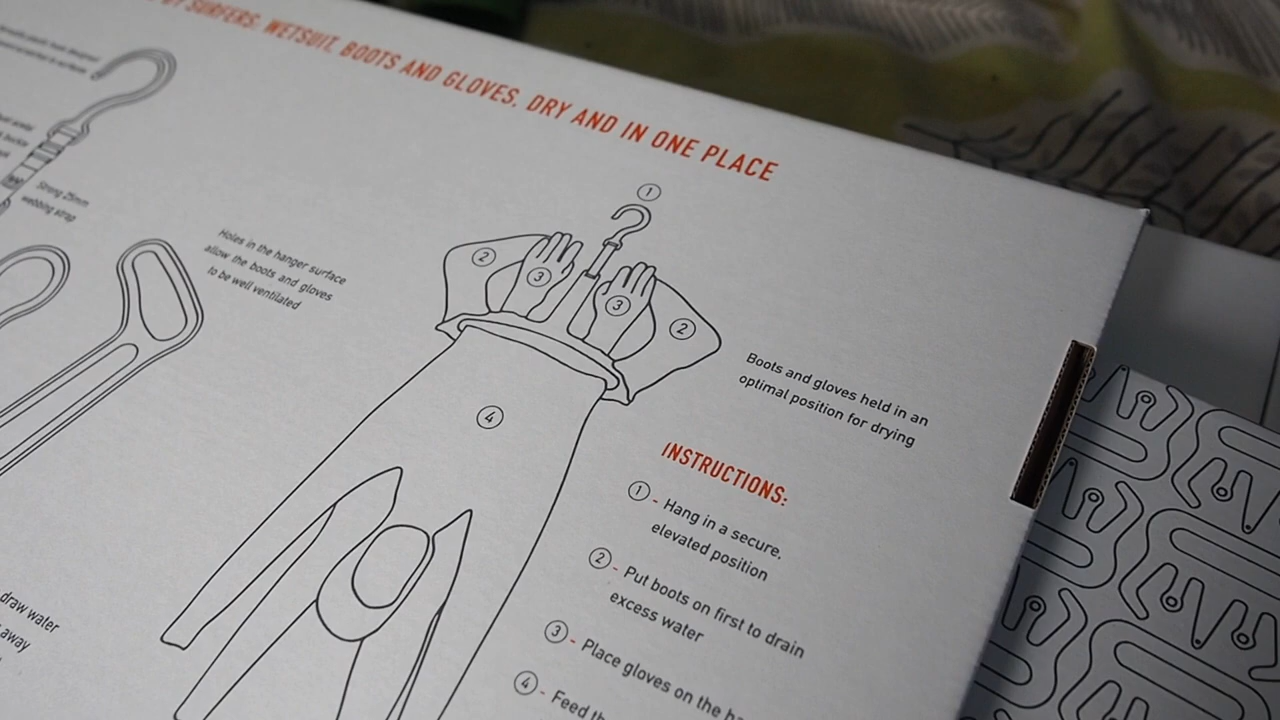 BY SURFERS. WETSUIT, BOOTS AND GLOVES, DRY AND IN ONE PLACE
Strong 25mm
webbing strap
Holes in the hanger surface
allow the boots and gloves
to be well ventilated
1
2
3
3
2
4
Boots and gloves held in an
optimal position for drying
INSTRUCTIONS:
1 - Hang in a secure,
elevated position
2 - Put boots on first to drain
excess water
3 - Place gloves on the
4 - Feed
draw water
away